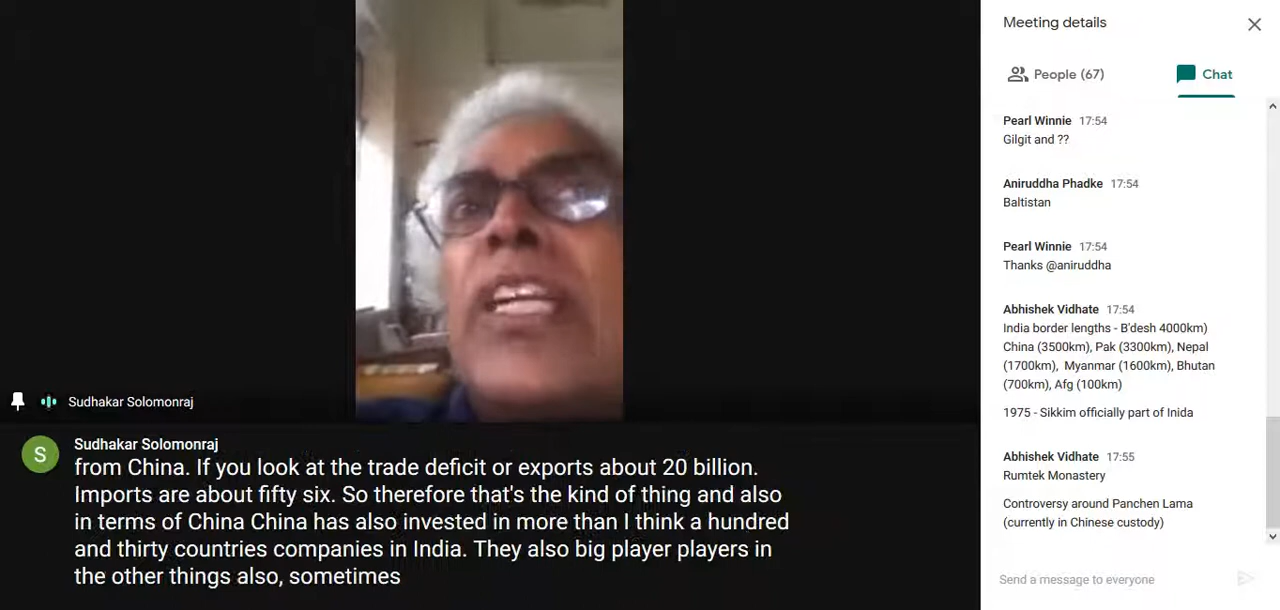 Meeting details
People (67)
Chat
Pearl Winnie 17:54
Gilgit and ??
Aniruddha Phadke 17:54
Baltistan
Pearl Winnie 17:54
Thanks @aniruddha
Abhishek Vidhate 17:54
India border lengths - B'desh 4000km)
China (3500km), Pak (3300km), Nepal
(1700km), Myanmar (1600km), Bhutan
(700km), Afg (100km)
1975 - Sikkim officially part of Inida
Abhishek Vidhate 17:55
Rumtek Monastery
Controversy around Panchen Lama
(currently in Chinese custody)
Send a message to everyone
Sudhakar Solomonraj
S
Sudhakar Solomonraj
from China. If you look at the trade deficit or exports about 20 billion.
Imports are about fifty six. So therefore that's the kind of thing and also
in terms of China China has also invested in more than I think a hundred
and thirty countries companies in India. They also big player players in
the other things also, sometimes